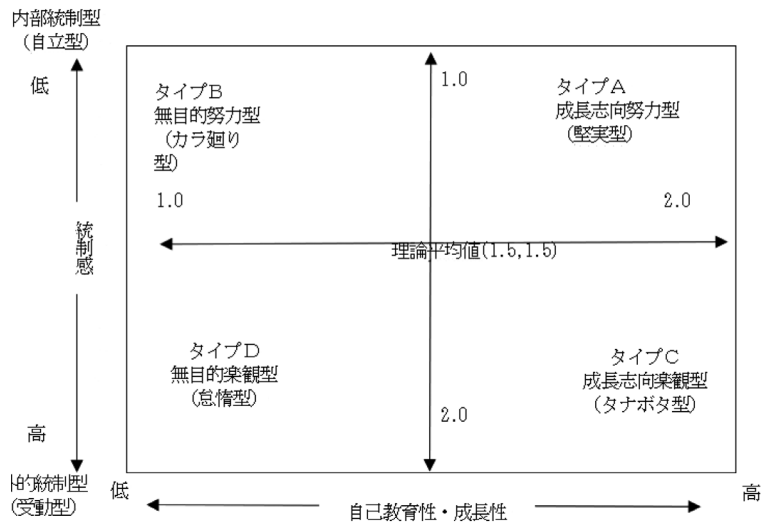 内部統制型
(自立型)
低
タイプB
無目的努力型
(カラ廻り
型)
1.0
タイプA
成長志向努力型
(堅実型)
1.0
2.0
統制感
理論平均値(1.5,1.5)
タイプD
無目的楽観型
(怠惰型)
タイプC
成長志向楽観型
(タナボタ型)
2.0
高
的統制型
(受動型)
低
自己教育性・成長性
高